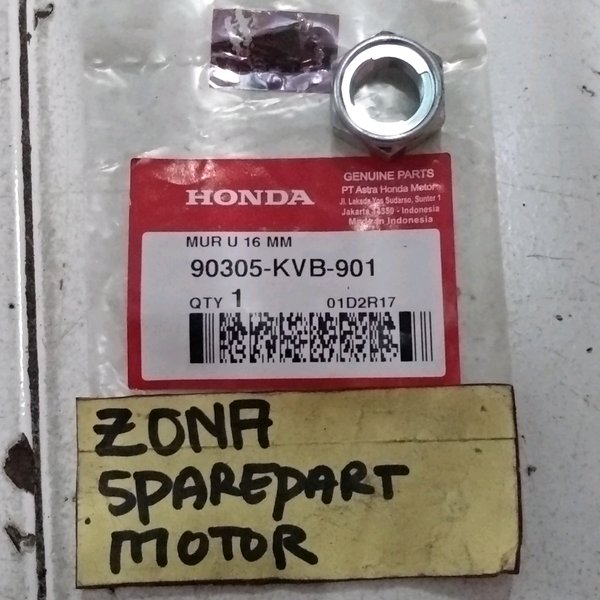 GENUINE PARTS
HONDA
PT Astra Honda Motor
Jl. Laksda Yos Sudarso, Sunter 1
Jakarta 14350 - Indonesia
Made in Indonesia
MUR U 16 MM
90305-KVB-901
QTY 1 01D2R17
ZONA
SPAREPART
MOTOR